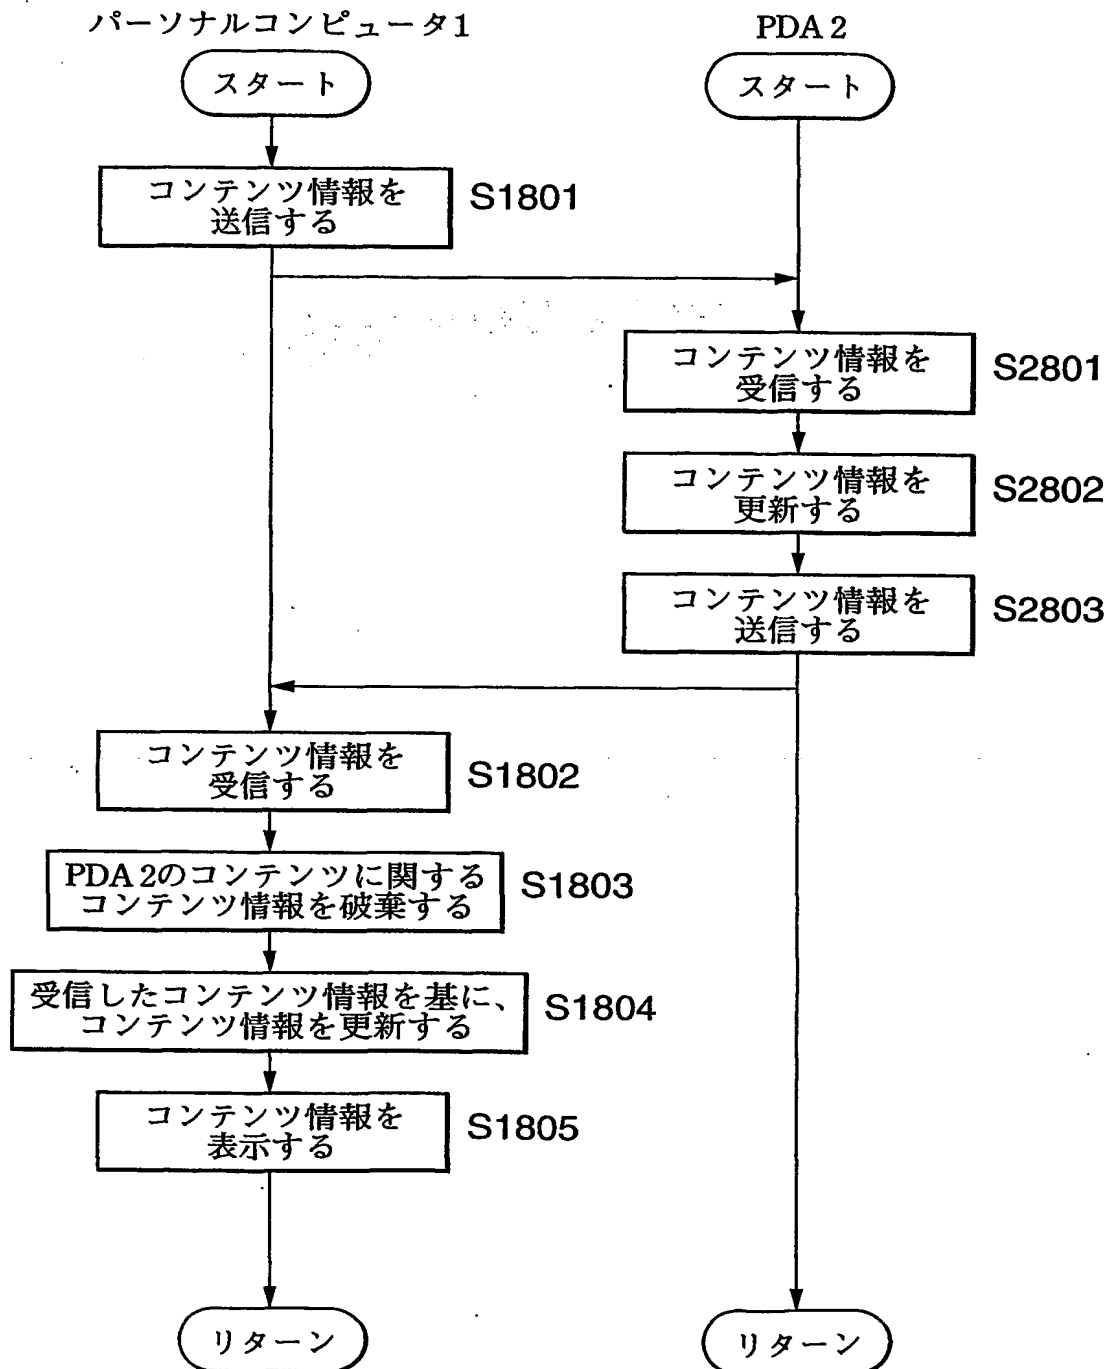 パーソナルコンピュータ1
PDA 2
スタート
スタート
コンテンツ情報を
送信する
S1801
コンテンツ情報を
受信する
S2801
コンテンツ情報を
更新する
S2802
コンテンツ情報を
送信する
S2803
コンテンツ情報を
受信する
S1802
PDA 2のコンテンツに関する
コンテンツ情報を破棄する
S1803
受信したコンテンツ情報を基に、
コンテンツ情報を更新する
S1804
コンテンツ情報を
表示する
S1805
リターン
リターン